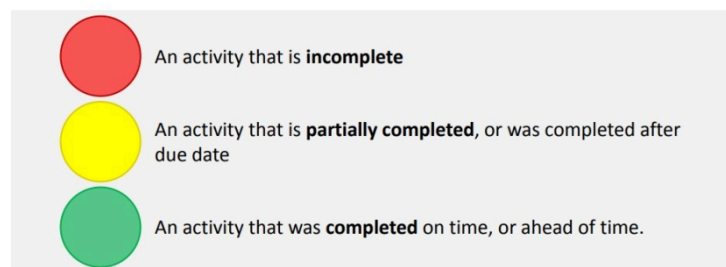 An activity that is incomplete
An activity that is partially completed, or was completed after
due date
An activity that was completed on time, or ahead of time.